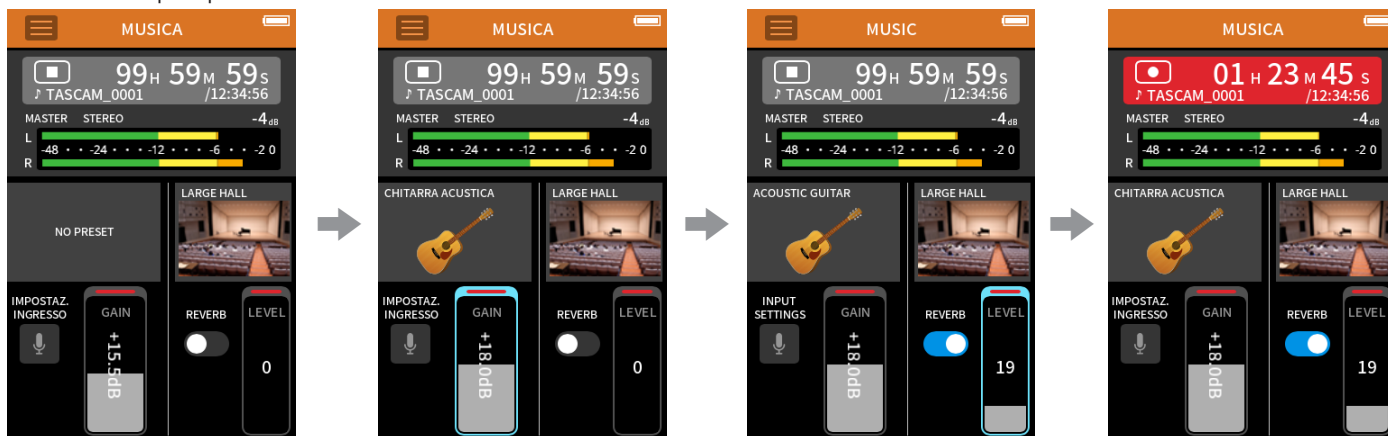 MUSICA
99H 59M 59S
♪ TASCAM_0001 /12:34:56
MASTER STEREO -4dB
L
-48 · · -24 · · · · -12 · · · · -6 · · -2 0
R
NO PRESET
LARGE HALL
IMPOSTAZ.
INGRESSO
GAIN
+15.5dB
REVERB
LEVEL
0
MUSICA
99H 59M 59S
♪ TASCAM_0001 /12:34:56
MASTER STEREO -4dB
L
-48 · · -24 · · · · -12 · · · · -6 · · -2 0
R
CHITARRA ACUSTICA
LARGE HALL
IMPOSTAZ.
INGRESSO
GAIN
+18.0dB
REVERB
LEVEL
0
MUSIC
99H 59M 59S
♪ TASCAM_0001 /12:34:56
MASTER STEREO -4dB
L
-48 · · -24 · · · · -12 · · · · -6 · · -2 0
R
ACOUSTIC GUITAR
LARGE HALL
INPUT
SETTINGS
GAIN
+18.0dB
REVERB
LEVEL
19
MUSICA
01 H 23 M 45 S
♪ TASCAM_0001 /12:34:56
MASTER STEREO -4dB
L
-48 · · -24 · · · · -12 · · · · -6 · · -2 0
R
CHITARRA ACUSTICA
LARGE HALL
IMPOSTAZ.
INGRESSO
GAIN
+18.0dB
REVERB
LEVEL
19